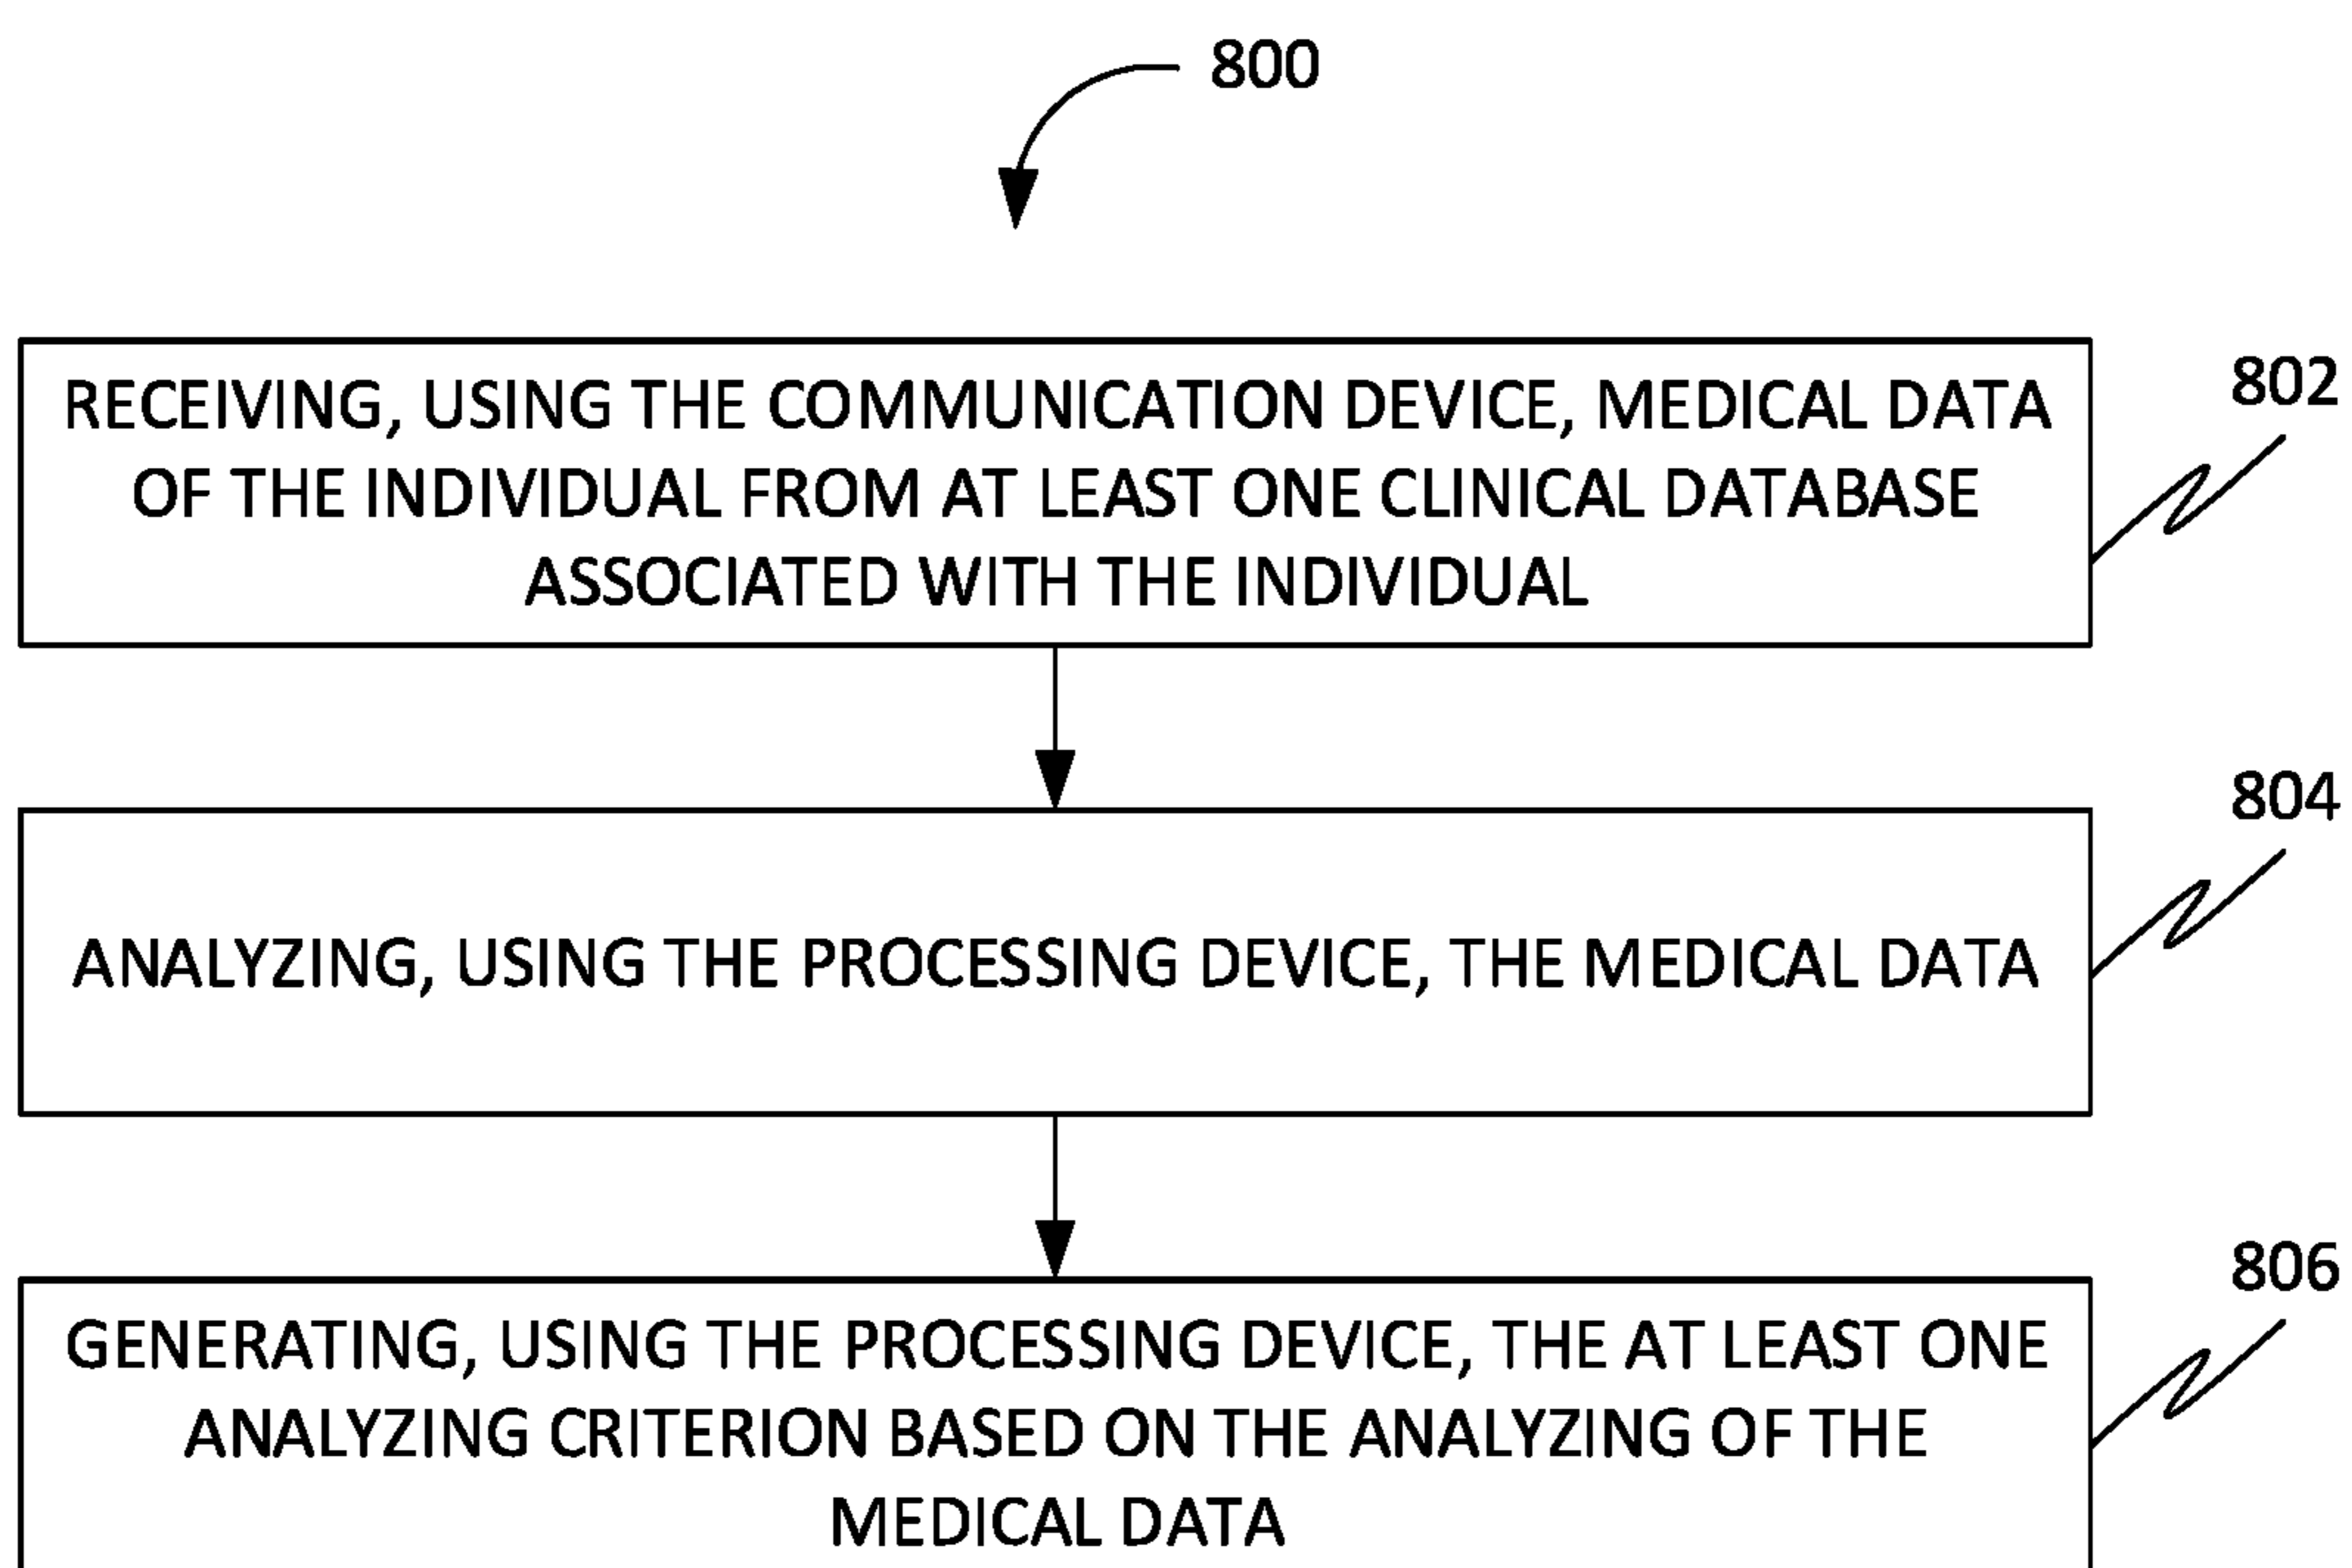 800
RECEIVING, USING THE COMMUNICATION DEVICE, MEDICAL DATA
OF THE INDIVIDUAL FROM AT LEAST ONE CLINICAL DATABASE
ASSOCIATED WITH THE INDIVIDUAL
802
ANALYZING, USING THE PROCESSING DEVICE, THE MEDICAL DATA
804
GENERATING, USING THE PROCESSING DEVICE, THE AT LEAST ONE
ANALYZING CRITERION BASED ON THE ANALYZING OF THE
MEDICAL DATA
806